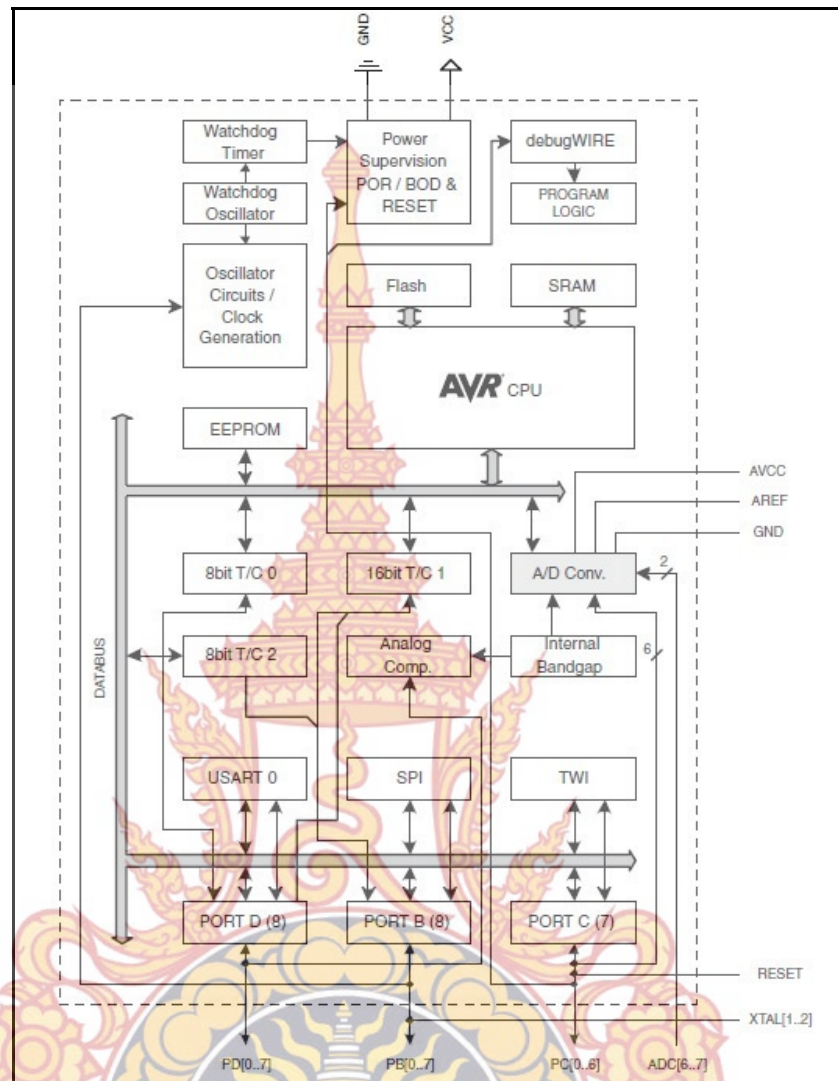 GND
VCC
Watchdog
Timer
Power
Supervision
POR / BOD &
RESET
debugWIRE
Watchdog
Oscillator
PROGRAM
LOGIC
Oscillator
Circuits /
Clock
Generation
Flash
SRAM
AVR® CPU
EEPROM
AVCC
AREF
GND
8bit T/C 0
16bit T/C 1
A/D Conv.
2
8bit T/C 2
Analog
Comp.
Internal
Bandgap
6
DATABUS
USART 0
SPI
TWI
PORT D (8)
PORT B (8)
PORT C (7)
RESET
XTAL[1..2]
PD[0..7]
PB[0..7]
PC[0..6]
ADC[6..7]